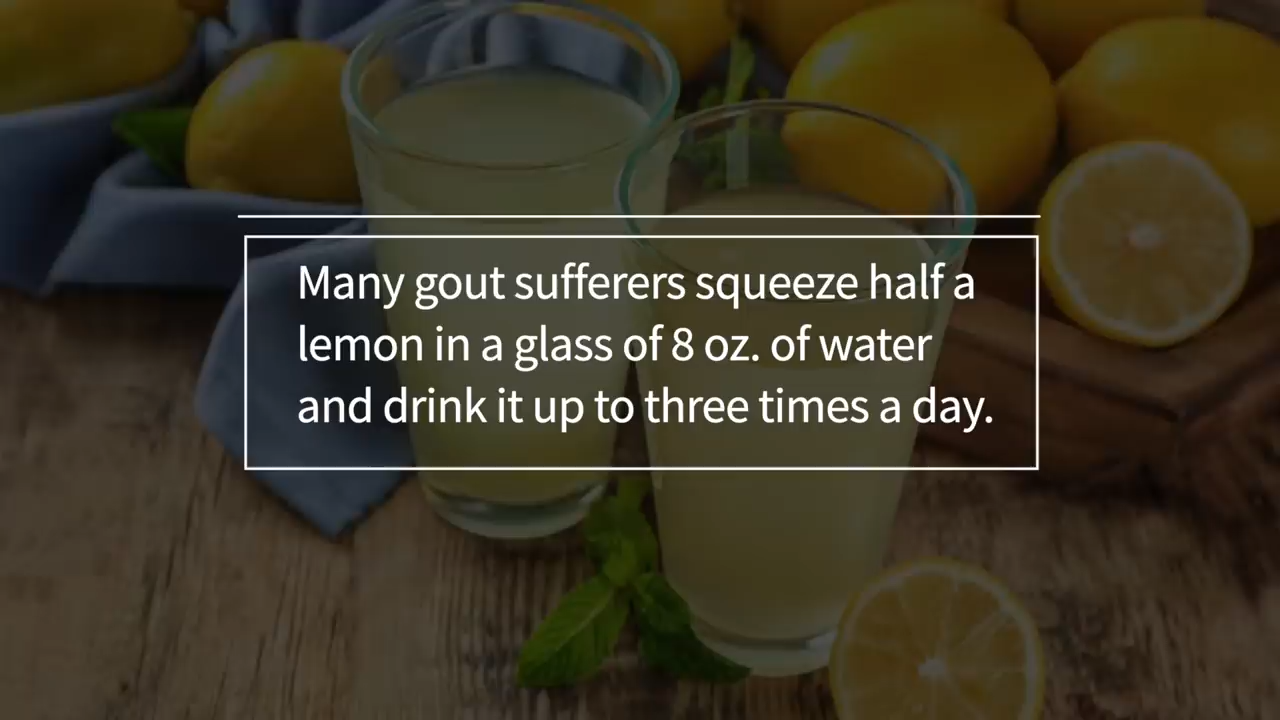 Many gout sufferers squeeze half a
lemon in a glass of 8 oz. of water
and drink it up to three times a day.